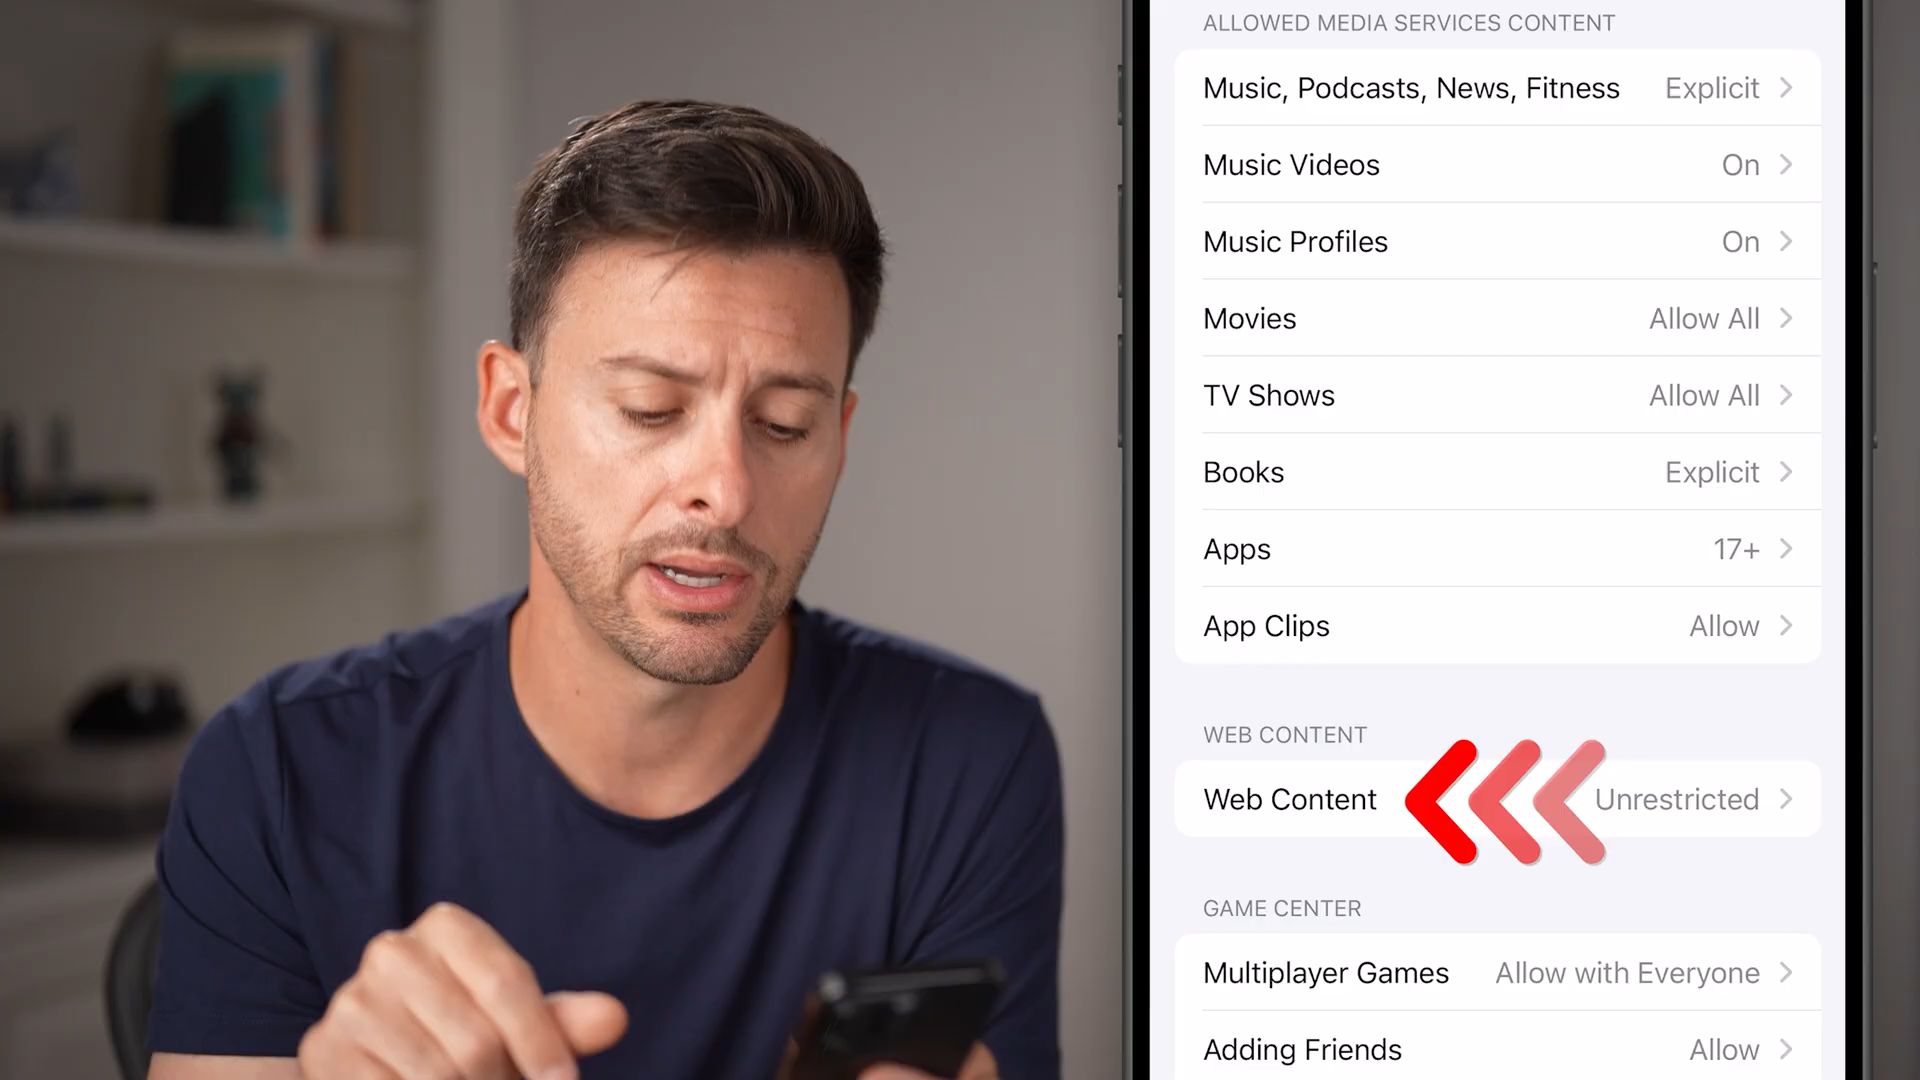 ALLOWED MEDIA SERVICES CONTENT
Music, Podcasts, News, Fitness Explicit
Music Videos On
Music Profiles On
Movies Allow All
TV Shows Allow All
Books Explicit
Apps 17+
App Clips Allow
WEB CONTENT
Web Content Unrestricted
GAME CENTER
Multiplayer Games Allow with Everyone
Adding Friends Allow